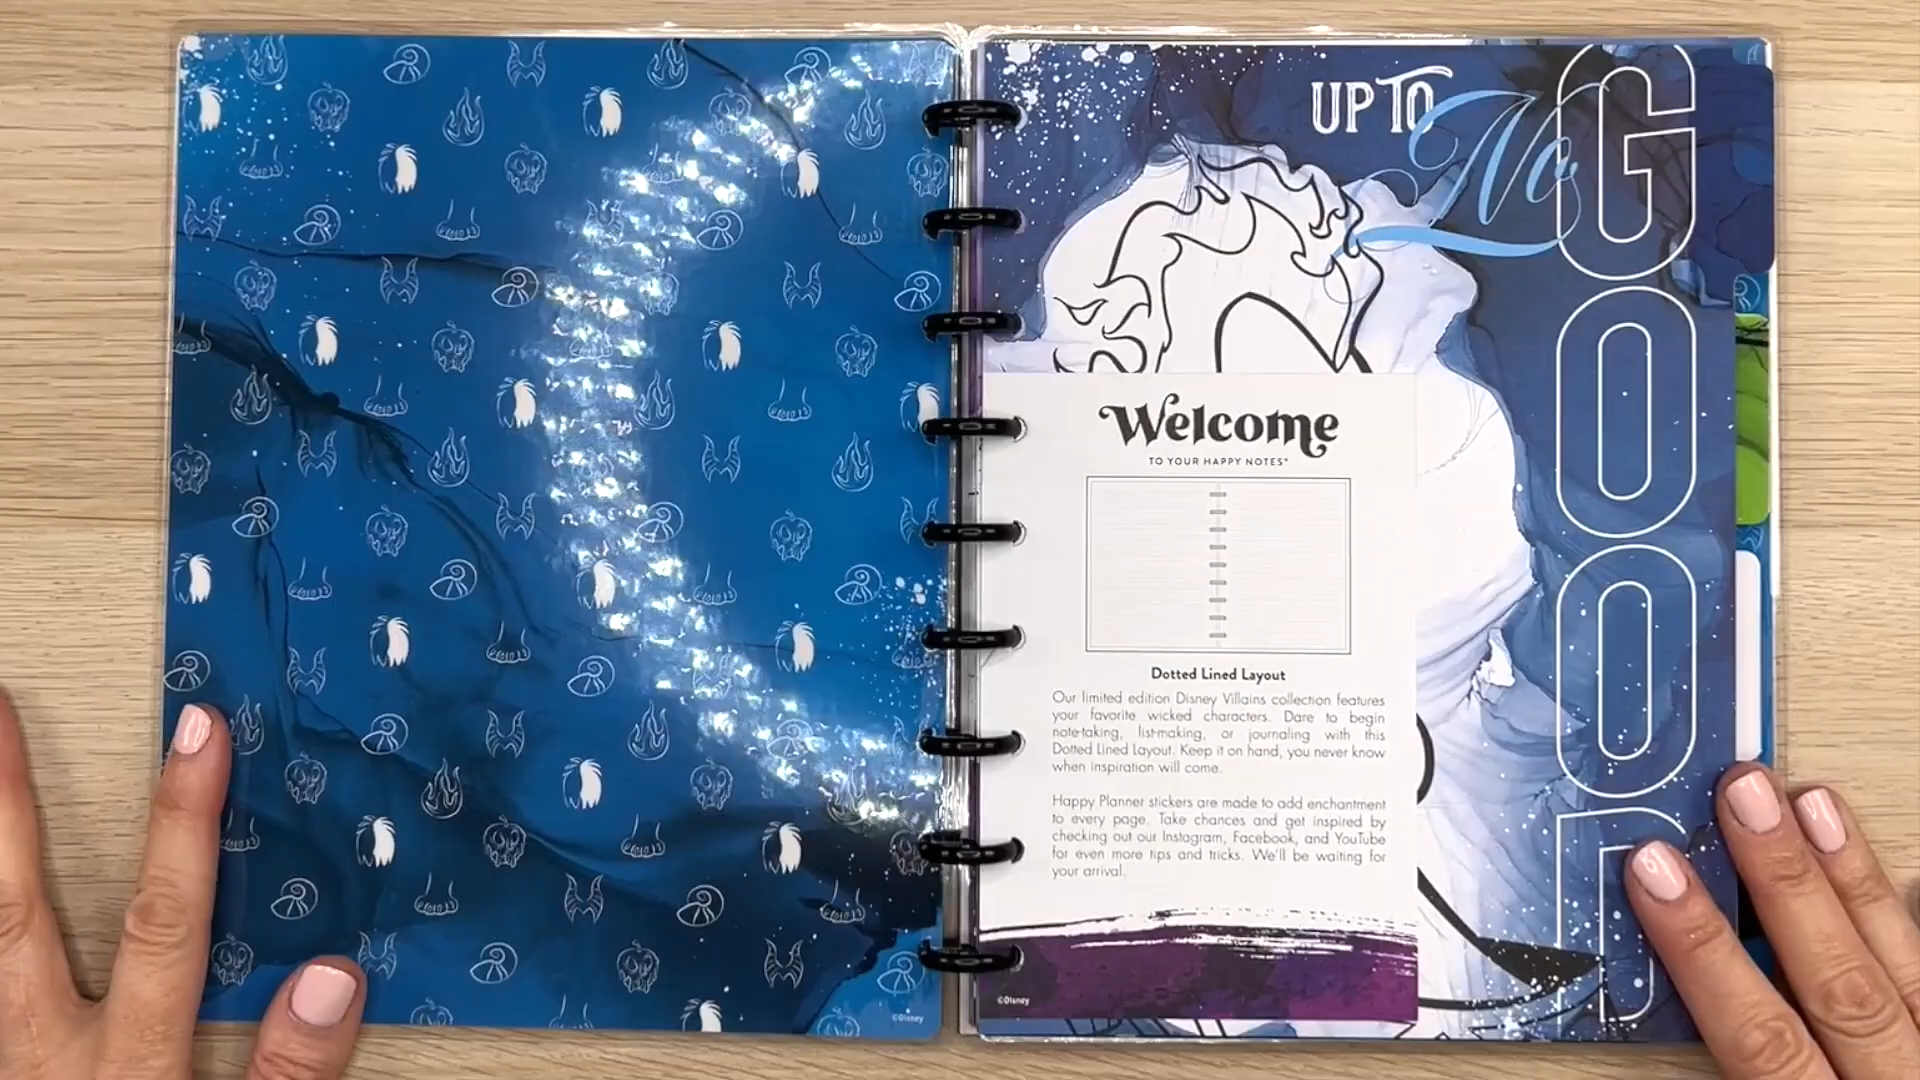 ©Disney
UP TO
No
GOOD
Welcome
TO YOUR HAPPY NOTES®
Dotted Lined Layout
Our limited edition Disney Villains collection features
your favorite wicked characters. Dare to begin
note-taking, list-making, or journaling with this
Dotted Lined Layout. Keep it on hand, you never know
when inspiration will come.
Happy Planner stickers are made to add enchantment
to every page. Take chances and get inspired by
checking out our Instagram, Facebook, and YouTube
for even more tips and tricks. We'll be waiting for
your arrival.
©Disney